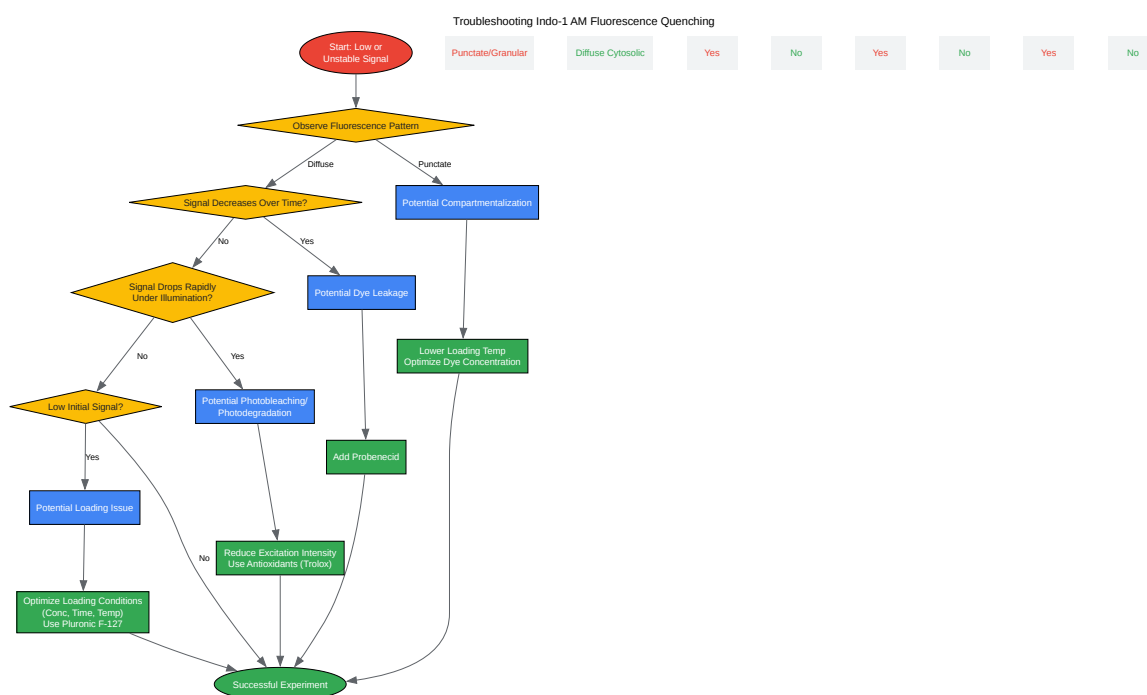 Troubleshooting Indo-1 AM Fluorescence Quenching
Start: Low or
Unstable Signal
Punctate/Granular
Diffuse Cytosolic
Yes
No
Yes
No
Yes
No
Observe Fluorescence Pattern
Diffuse
Punctate
Signal Decreases Over Time?
Potential Compartmentalization
No
Yes
Signal Drops Rapidly
Under Illumination?
Potential Dye Leakage
Lower Loading Temp
Optimize Dye Concentration
No
Yes
Low Initial Signal?
Potential Photobleaching/
Photodegradation
Yes
Add Probenecid
Potential Loading Issue
No
Reduce Excitation Intensity
Use Antioxidants (Trolox)
Optimize Loading Conditions
(Conc, Time, Temp)
Use Pluronic F-127
Successful Experiment